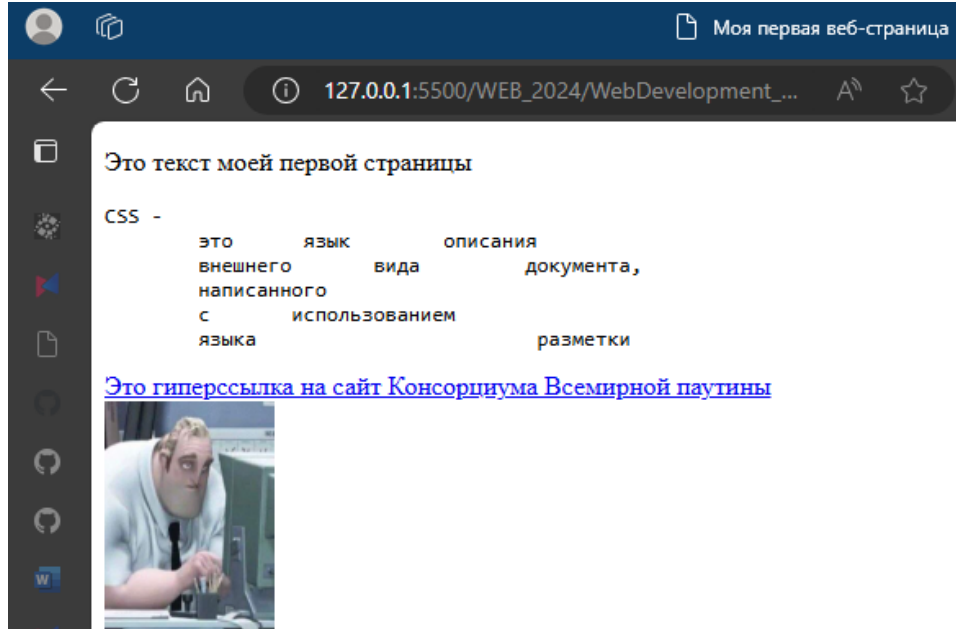 Моя первая веб-страница
127.0.0.1:5500/WEB_2024/WebDevelopment_...
Это текст моей первой страницы
CSS -
это язык описания
внешнего вида документа,
написанного
с использованием
языка разметки
Это гиперссылка на сайт Консорциума Всемирной паутины